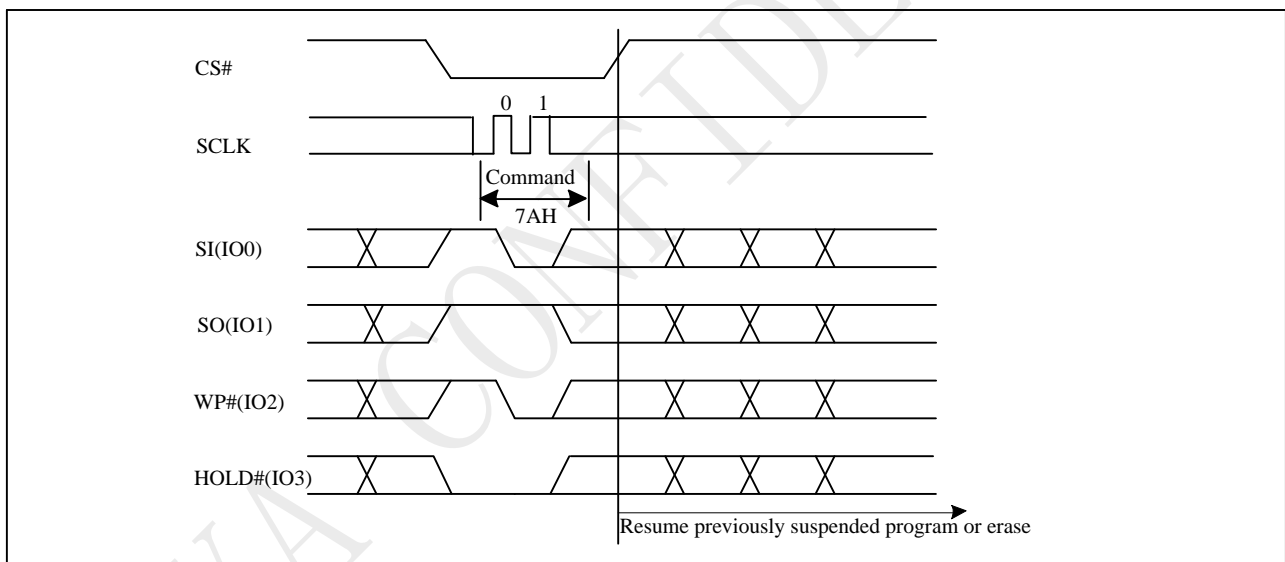 CS#
0 1
SCLK
Command
7AH
SI(IO0)
SO(IO1)
WP#(IO2)
HOLD#(IO3)
Resume previously suspended program or erase